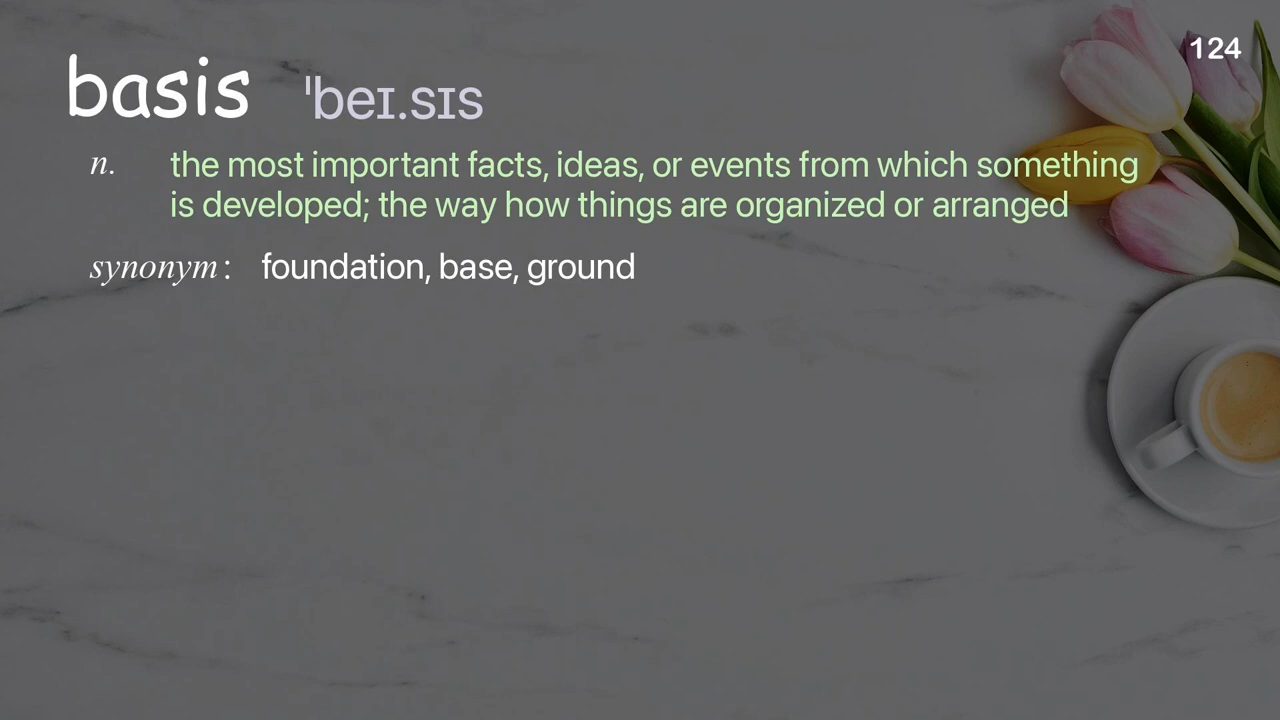 124
basis ˈbeɪ.sɪs
n. the most important facts, ideas, or events from which something
is developed; the way how things are organized or arranged
synonym : foundation, base, ground